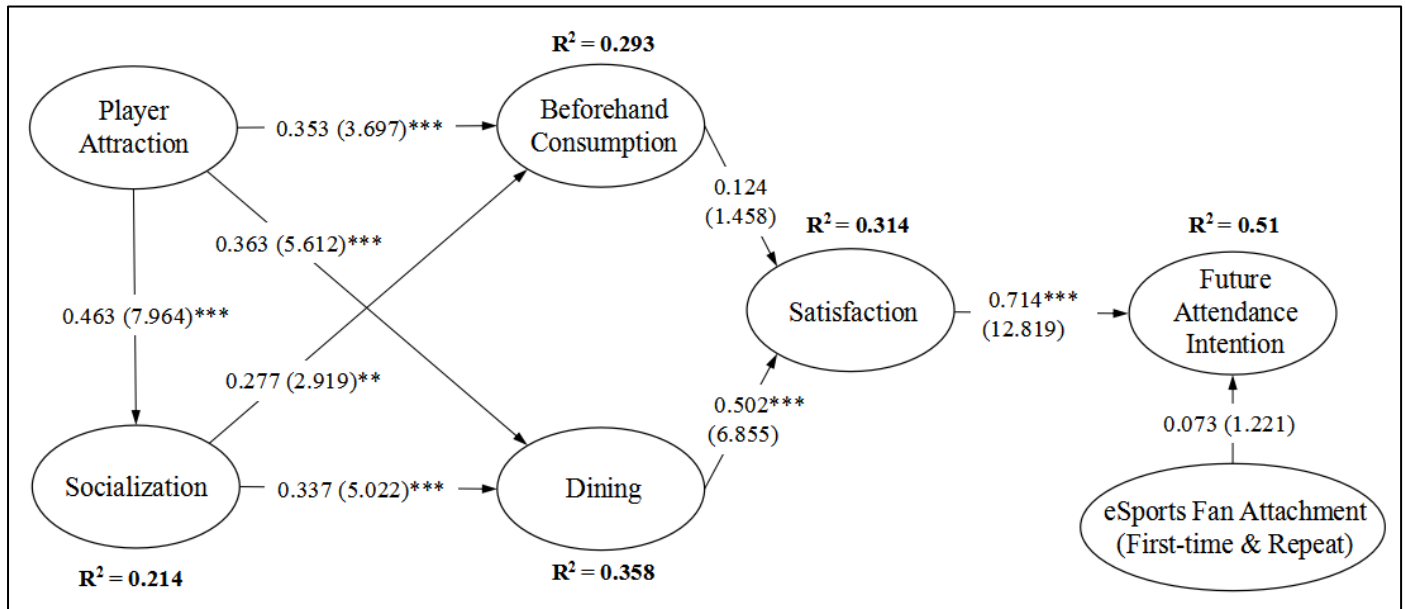 R² = 0.293
Player
Attraction
0.353 (3.697)***
Beforehand
Consumption
0.124
(1.458)
R² = 0.314
R² = 0.51
0.363 (5.612)***
0.463 (7.964)***
Satisfaction
0.714***
(12.819)
Future
Attendance
Intention
0.277 (2.919)**
0.502***
(6.855)
0.073 (1.221)
Socialization
0.337 (5.022)***
Dining
eSports Fan Attachment
(First-time & Repeat)
R² = 0.214
R² = 0.358